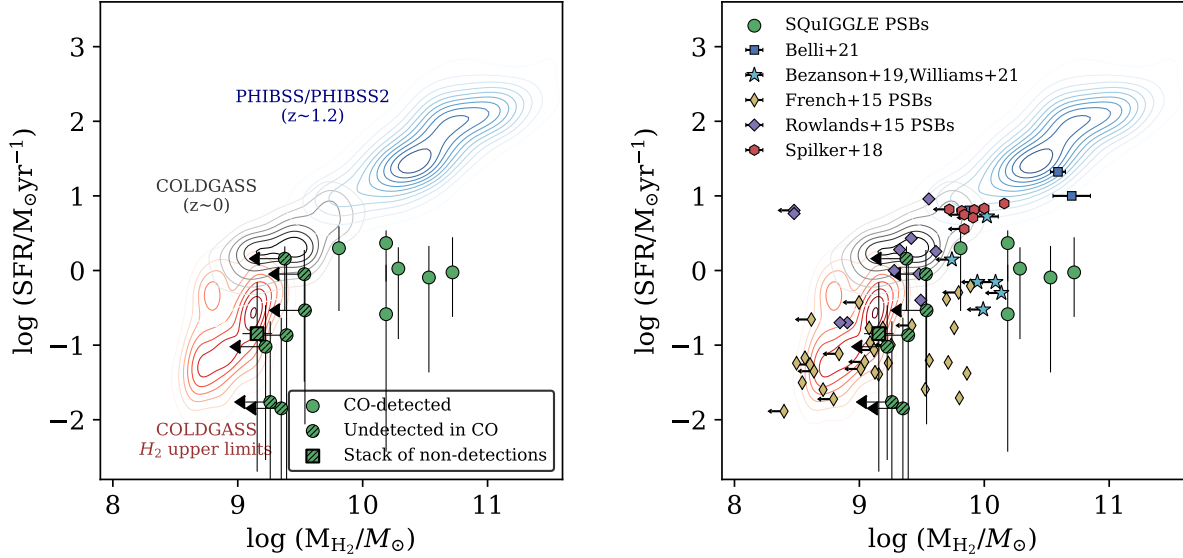 3
2
1
0
−1
−2
8
9
10
11
log (SFR/M⊙yr⁻¹)
log (M_H₂/M⊙)
PHIBSS/PHIBSS2
(z~1.2)
COLDGASS
(z~0)
COLDGASS
H₂ upper limits
CO-detected
Undetected in CO
Stack of non-detections
3
2
1
0
−1
−2
8
9
10
11
log (SFR/M⊙yr⁻¹)
log (M_H₂/M⊙)
SQuIGGLE PSBs
Belli+21
Bezanson+19,Williams+21
French+15 PSBs
Rowlands+15 PSBs
Spilker+18